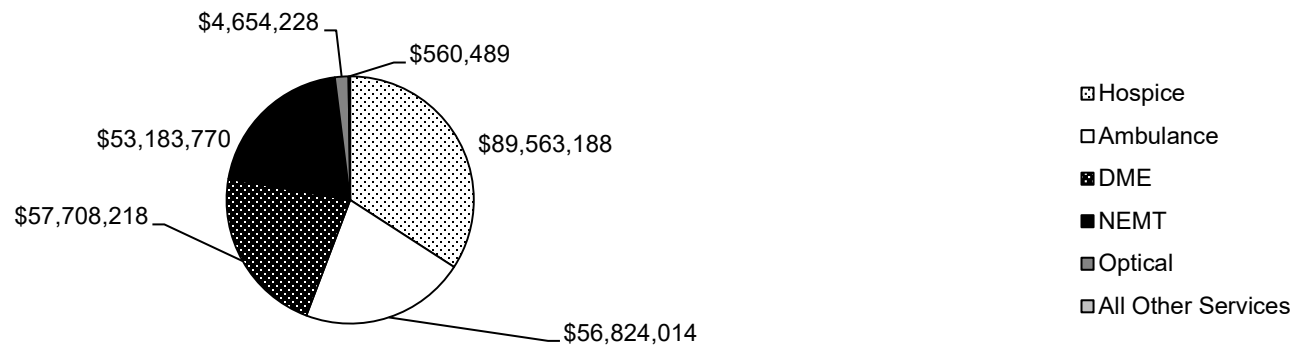 $4,654,228
$560,489
$53,183,770
$89,563,188
$57,708,218
$56,824,014
Hospice
Ambulance
DME
NEMT
Optical
All Other Services